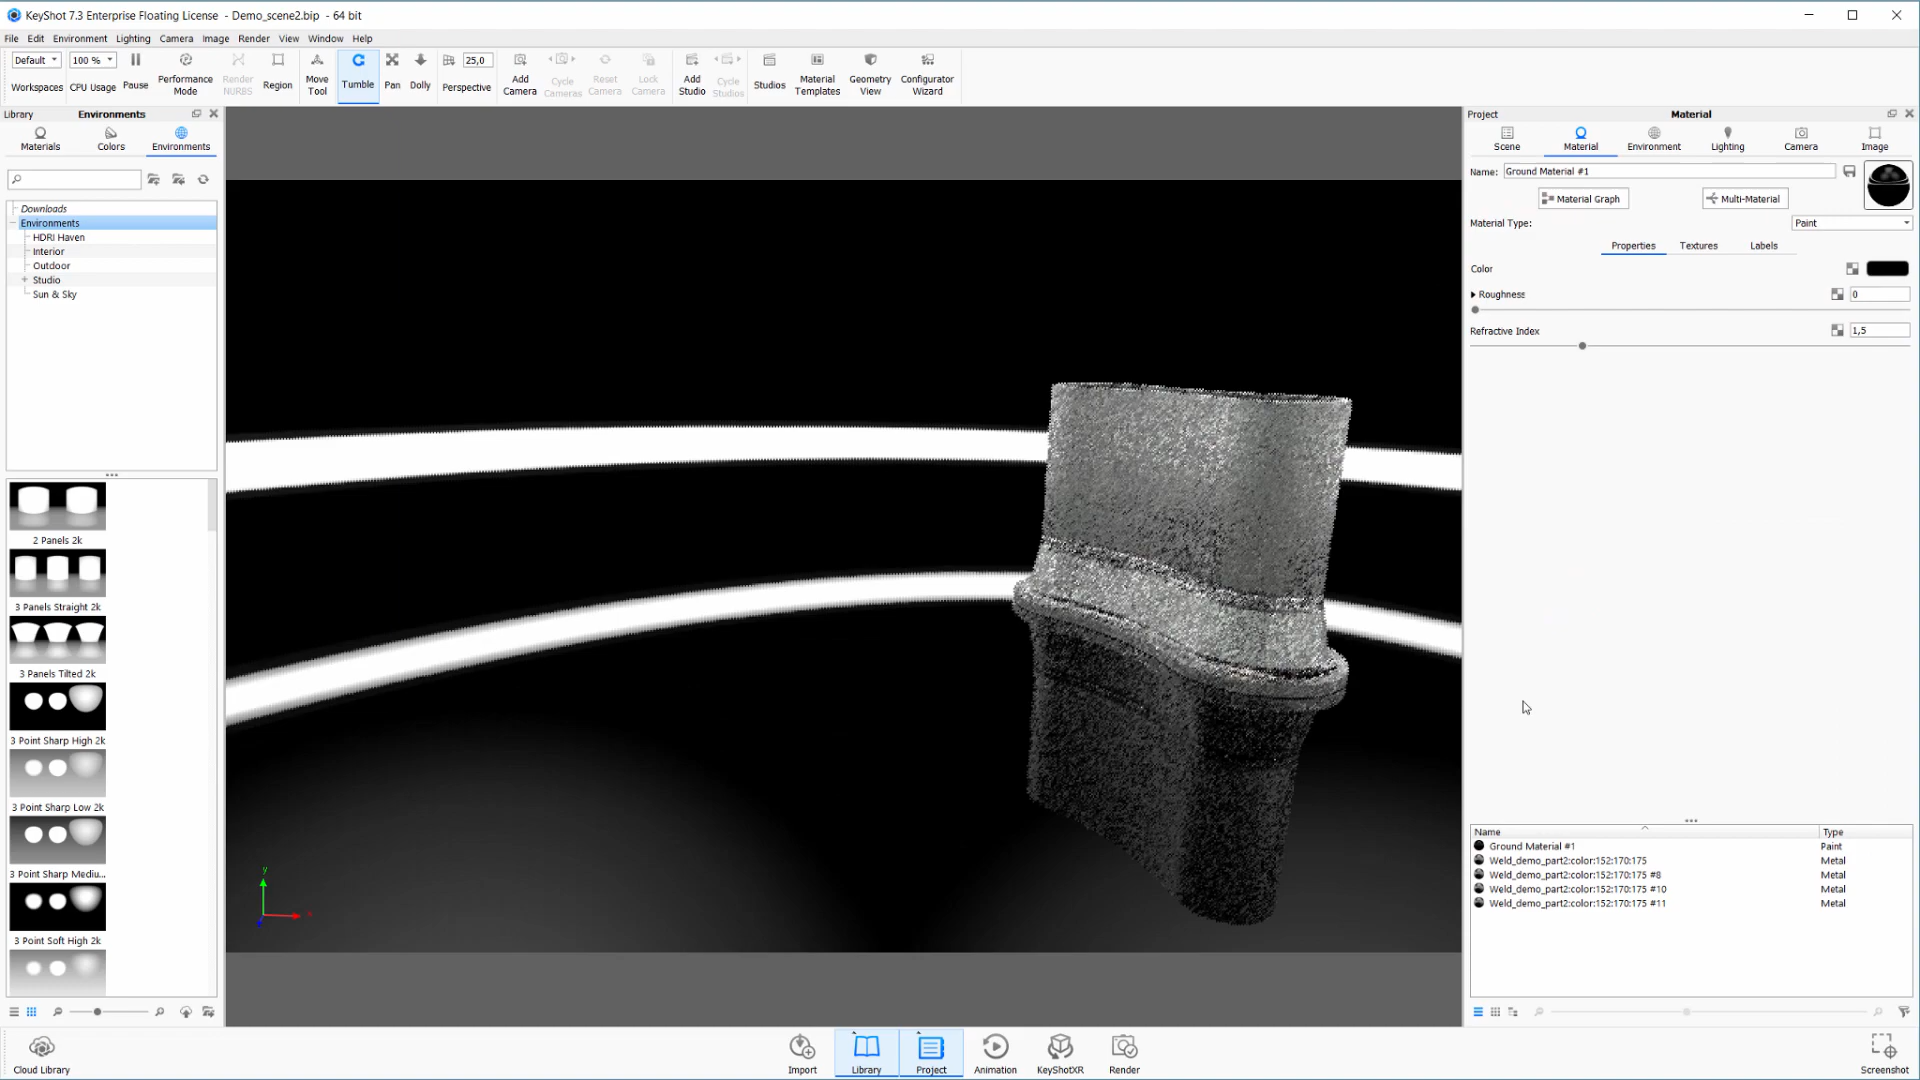 KeyShot 7.3 Enterprise Floating License - Demo_scene2.bip - 64 bit
File Edit Environment Lighting Camera Image Render View Window Help
Default 100 % 25,0
Workspaces CPU Usage Pause Performance Mode Render NURBS Region Move Tool Tumble Pan Dolly Perspective Add Camera Cycle Cameras Reset Camera Lock Camera Add Studio Cycle Studios Studios Material Templates Geometry View Configurator Wizard
Library Environments
Materials Colors Environments
Downloads
Environments
HDRI Haven
Interior
Outdoor
Studio
Sun & Sky
2 Panels 2k
3 Panels Straight 2k
3 Panels Tilted 2k
3 Point Sharp High 2k
3 Point Sharp Low 2k
3 Point Sharp Mediu...
3 Point Soft High 2k
y
x
Project Material
Scene Material Environment Lighting Camera Image
Name: Ground Material #1
Material Graph Multi-Material
Material Type: Paint
Properties Textures Labels
Color
Roughness 0
Refractive Index 1,5
Name Type
Ground Material #1 Paint
Weld_demo_part2:color:152:170:175 Metal
Weld_demo_part2:color:152:170:175 #8 Metal
Weld_demo_part2:color:152:170:175 #10 Metal
Weld_demo_part2:color:152:170:175 #11 Metal
Cloud Library Import Library Project Animation KeyShotXR Render Screenshot